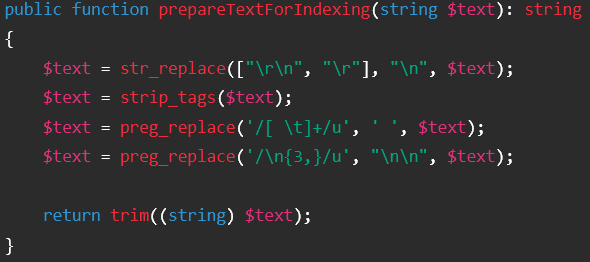 public function prepareTextForIndexing(string $text): string
{
    $text = str_replace(["\r\n", "\r"], "\n", $text);
    $text = strip_tags($text);
    $text = preg_replace('/[ \t]+/u', ' ', $text);
    $text = preg_replace('/\n{3,}/u', "\n\n", $text);

    return trim((string) $text);
}